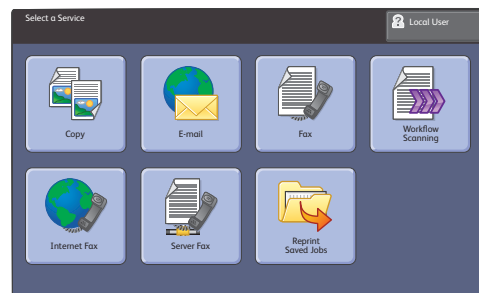 Select a Service
Local User
Copy
E-mail
Fax
Workflow
Scanning
Internet Fax
Server Fax
Reprint
Saved Jobs